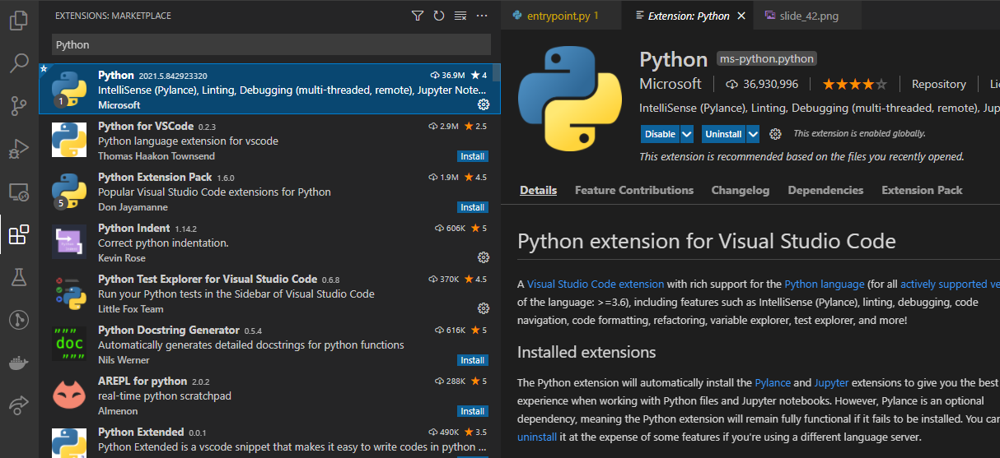 EXTENSIONS: MARKETPLACE
Python
Python 2021.5.842923320 36.9M 4
IntelliSense (Pylance), Linting, Debugging (multi-threaded, remote), Jupyter Note...
1
Microsoft
Python for VSCode 0.2.3 2.9M 2.5
Python language extension for vscode
Thomas Haakon Townsend Install
Python Extension Pack 1.6.0 1.9M 4.5
Popular Visual Studio Code extensions for Python
5
Don Jayamanne Install
Python Indent 1.14.2 606K 5
Correct python indentation.
Kevin Rose
Python Test Explorer for Visual Studio Code 0.6.8 370K 4.5
Run your Python tests in the Sidebar of Visual Studio Code
Little Fox Team
Python Docstring Generator 0.5.4 616K 5
"""
doc
"""
Automatically generates detailed docstrings for python functions
Nils Werner Install
AREPL for python 2.0.2 288K 5
real-time python scratchpad
Almenon Install
Python Extended 0.0.1 490K 3.5
Python Extended is a vscode snippet that makes it easy to write codes in python ...
entrypoint.py 1 Extension: Python slide_42.png
Python ms-python.python
Microsoft 36,930,996 Repository Li
IntelliSense (Pylance), Linting, Debugging (multi-threaded, remote), Jup
Disable Uninstall This extension is enabled globally.
This extension is recommended based on the files you recently opened.
Details Feature Contributions Changelog Dependencies Extension Pack
Python extension for Visual Studio Code
A Visual Studio Code extension with rich support for the Python language (for all actively supported ve
of the language: >=3.6), including features such as IntelliSense (Pylance), linting, debugging, code
navigation, code formatting, refactoring, variable explorer, test explorer, and more!
Installed extensions
The Python extension will automatically install the Pylance and Jupyter extensions to give you the best
experience when working with Python files and Jupyter notebooks. However, Pylance is an optional
dependency, meaning the Python extension will remain fully functional if it fails to be installed. You can
uninstall it at the expense of some features if you're using a different language server.